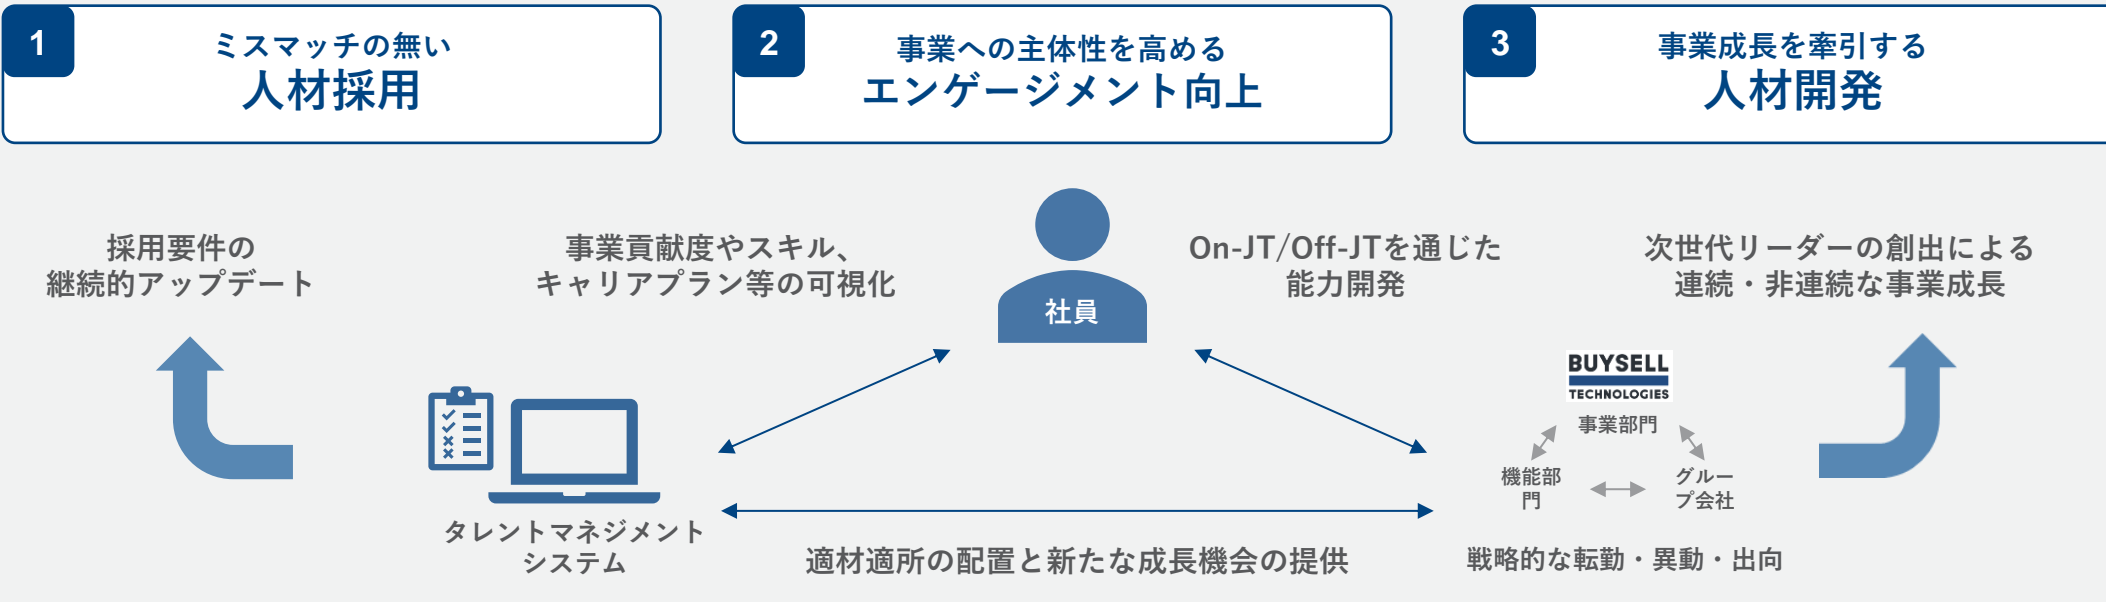 1
ミスマッチの無い
人材採用
2
事業への主体性を高める
エンゲージメント向上
3
事業成長を牽引する
人材開発
採用要件の
継続的アップデート
事業貢献度やスキル、
キャリアプラン等の可視化
社員
On-JT/Off-JTを通じた
能力開発
次世代リーダーの創出による
連続・非連続な事業成長
BUYSELL
TECHNOLOGIES
事業部門
機能部
門
グルー
プ会社
タレントマネジメント
システム
適材適所の配置と新たな成長機会の提供
戦略的な転勤・異動・出向